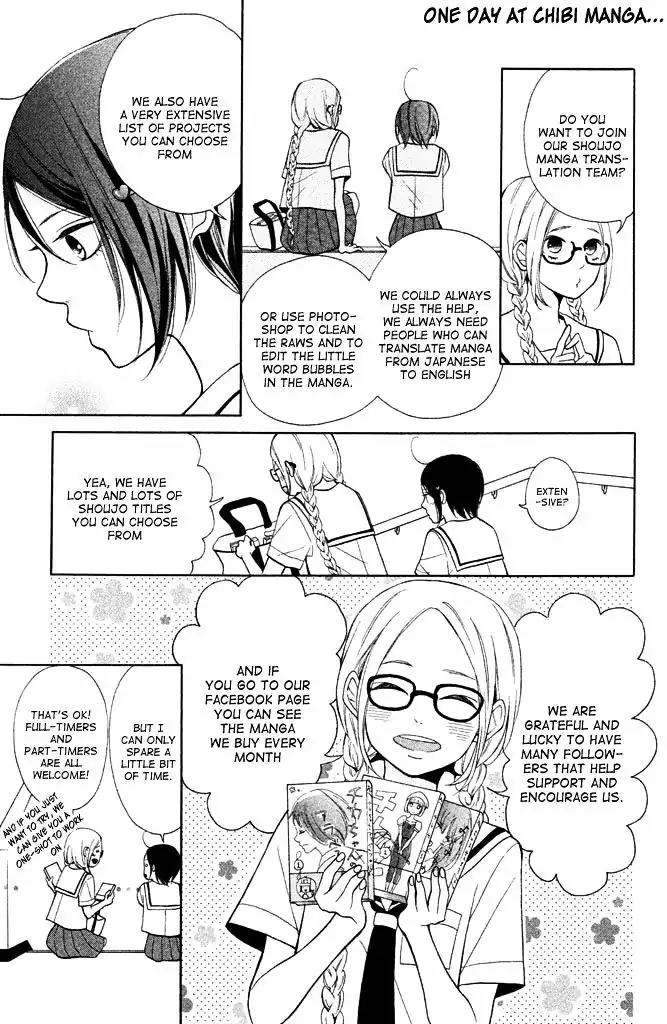 ONE DAY AT CHIBI MANGA...
DO YOU
WANT TO JOIN
OUR SHOUJO
MANGA TRANS-
LATION TEAM?
WE COULD ALWAYS
USE THE HELP,
WE ALWAYS NEED
PEOPLE WHO CAN
TRANSLATE MANGA
FROM JAPANESE
TO ENGLISH
OR USE PHOTO-
SHOP TO CLEAN
THE RAWS AND TO
EDIT THE LITTLE
WORD BUBBLES
IN THE MANGA.
WE ALSO HAVE
A VERY EXTENSIVE
LIST OF PROJECTS
YOU CAN CHOOSE
FROM
EXTEN
-SIVE?
YEA, WE HAVE
LOTS AND LOTS OF
SHOUJO TITLES
YOU CAN CHOOSE
FROM
WE ARE
GRATEFUL AND
LUCKY TO HAVE
MANY FOLLOW-
ERS THAT HELP
SUPPORT AND
ENCOURAGE US.
AND IF
YOU GO TO OUR
FACEBOOK PAGE
YOU CAN SEE
THE MANGA
WE BUY EVERY
MONTH
BUT I
CAN ONLY
SPARE A
LITTLE BIT
OF TIME.
THAT'S OK!
FULL-TIMERS
AND
PART-TIMERS
ARE ALL
WELCOME!
AND IF YOU JUST
WANT TO TRY, WE
CAN GIVE YOU A
ONE-SHOT TO WORK
ON